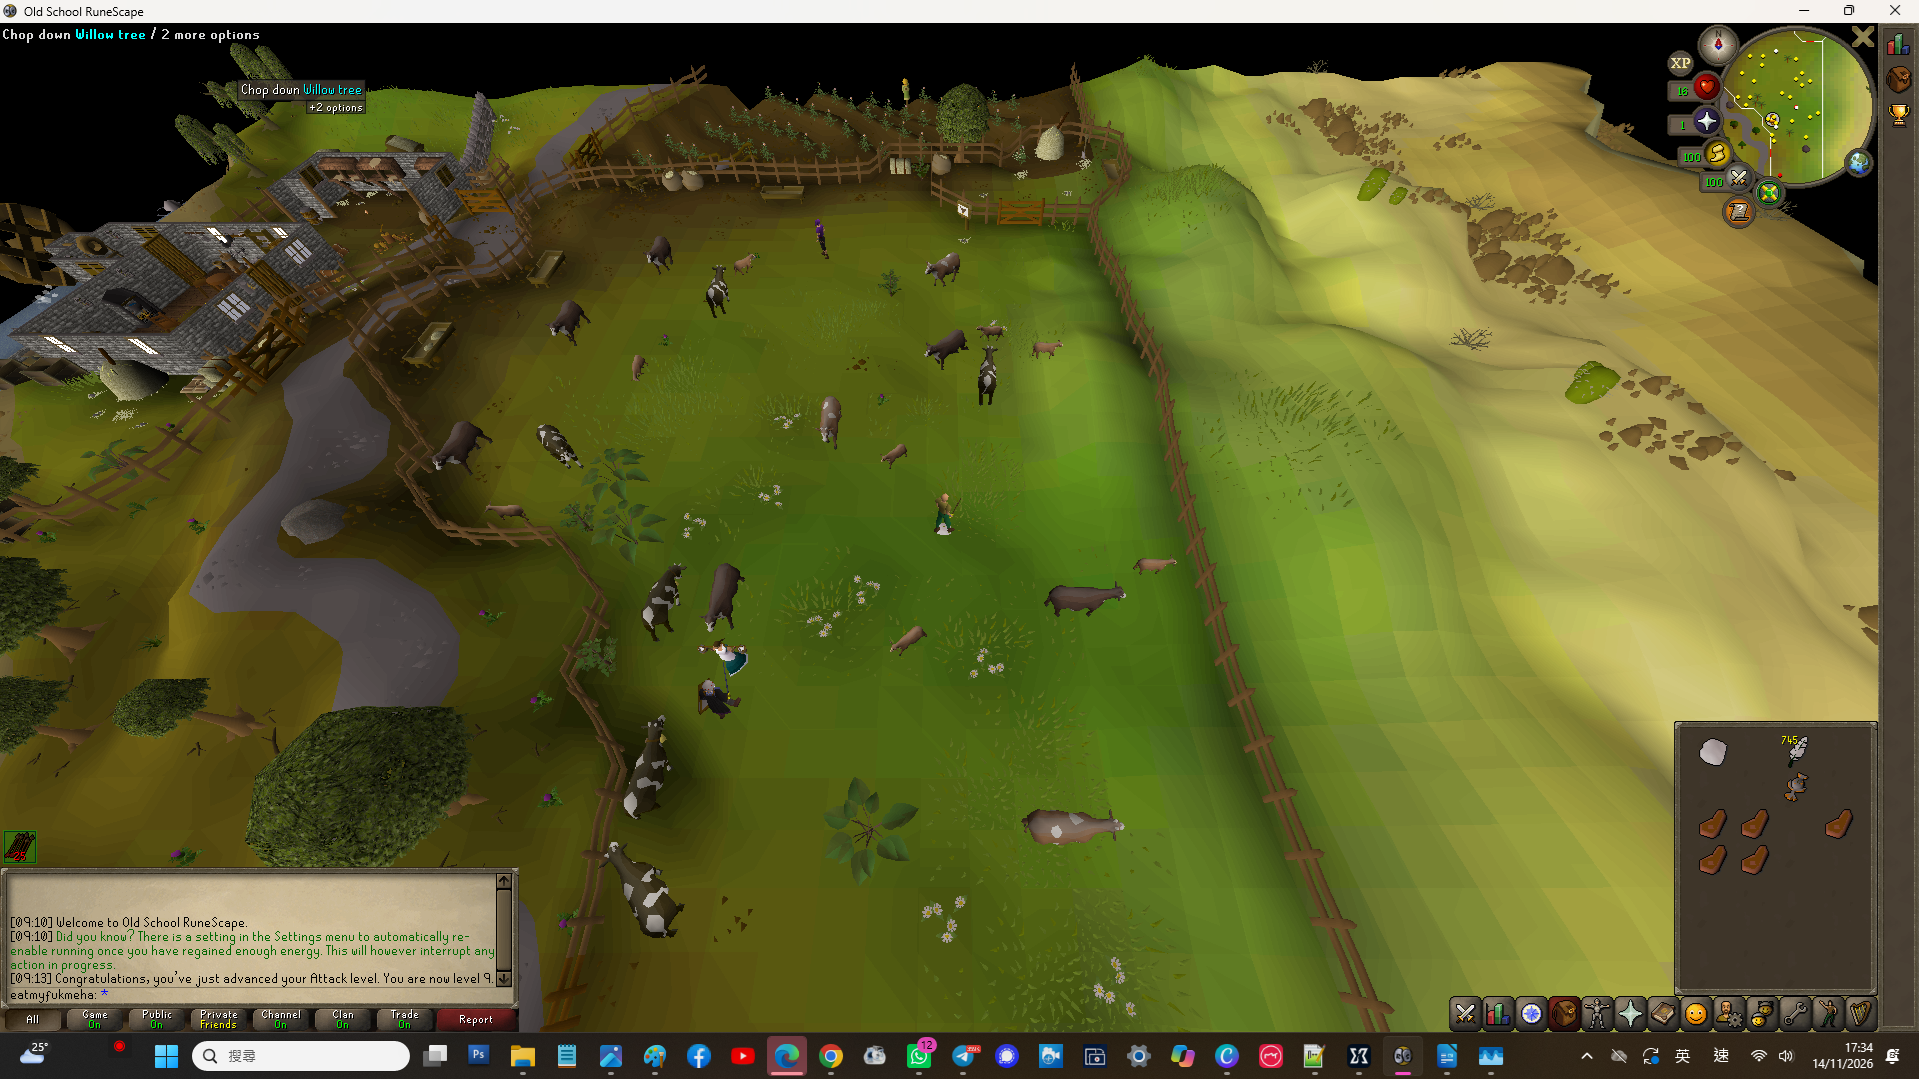 Old School RuneScape
Chop down Willow tree / 2 more options
Chop down Willow tree
+2 options
N
XP
16
1
100
100
745
23
[09:10] Welcome to Old School RuneScape.
[09:10] Did you know? There is a setting in the Settings menu to automatically re-
enable running once you have regained enough energy. This will however interrupt any
action in progress.
[09:13] Congratulations, you've just advanced your Attack level. You are now level 9.
eatmyfukmeha: *
All
Game
On
Public
On
Private
Friends
Channel
On
Clan
On
Trade
On
Report
25°
搜尋
Ps
12
英
速
17:34
14/11/2026